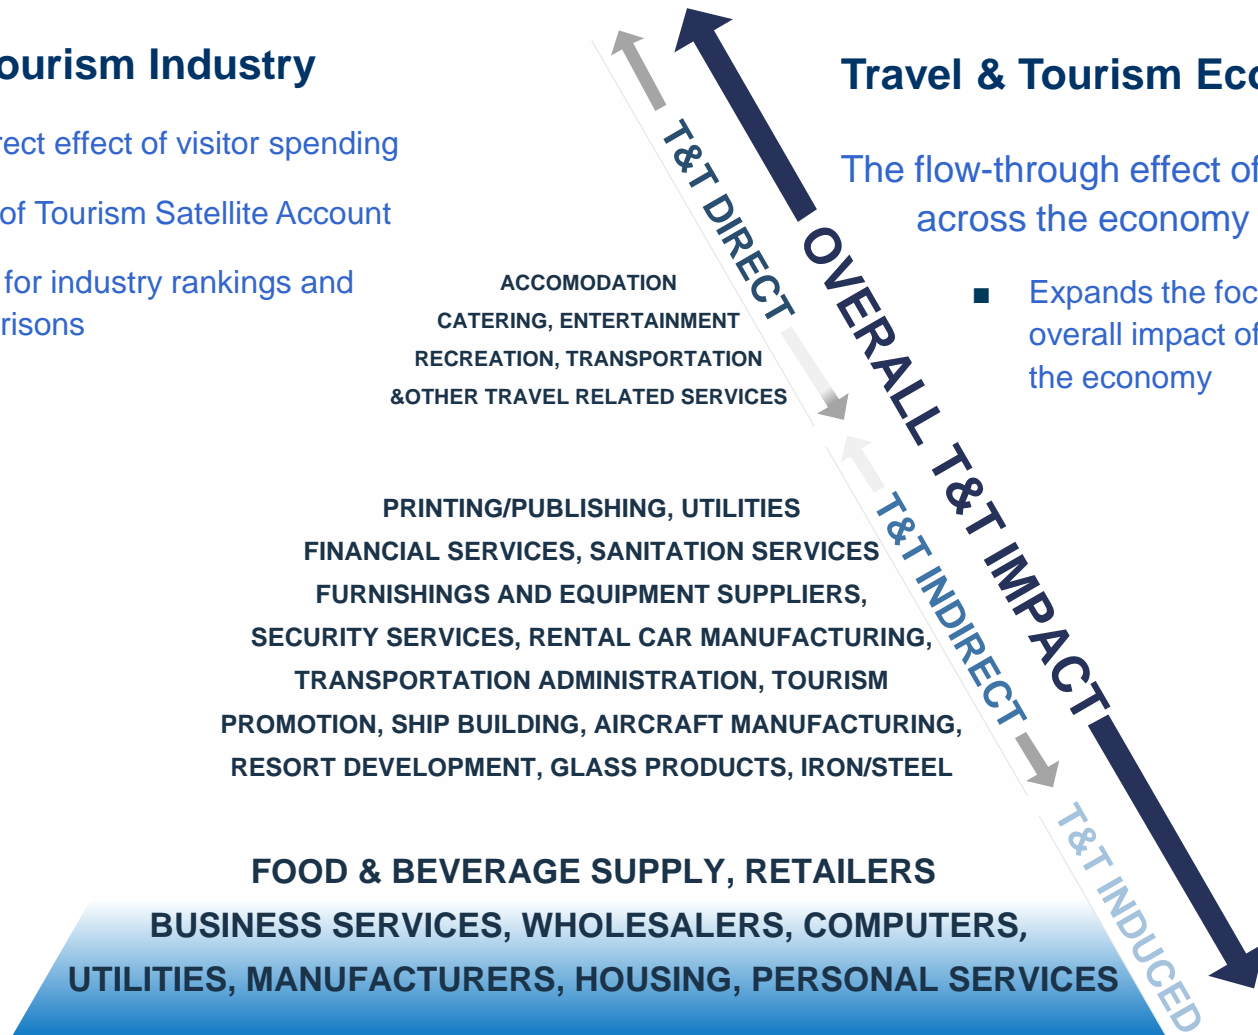 ourism Industry
rect effect of visitor spending
of Tourism Satellite Account
for industry rankings and
risons
Travel & Tourism Eco
The flow-through effect of
across the economy
■ Expands the foc
overall impact of
the economy
T&T DIRECT
OVERALL T&T IMPACT
ACCOMODATION
CATERING, ENTERTAINMENT
RECREATION, TRANSPORTATION
&OTHER TRAVEL RELATED SERVICES
T&T INDIRECT
PRINTING/PUBLISHING, UTILITIES
FINANCIAL SERVICES, SANITATION SERVICES
FURNISHINGS AND EQUIPMENT SUPPLIERS,
SECURITY SERVICES, RENTAL CAR MANUFACTURING,
TRANSPORTATION ADMINISTRATION, TOURISM
PROMOTION, SHIP BUILDING, AIRCRAFT MANUFACTURING,
RESORT DEVELOPMENT, GLASS PRODUCTS, IRON/STEEL
T&T INDUCED
FOOD & BEVERAGE SUPPLY, RETAILERS
BUSINESS SERVICES, WHOLESALERS, COMPUTERS,
UTILITIES, MANUFACTURERS, HOUSING, PERSONAL SERVICES